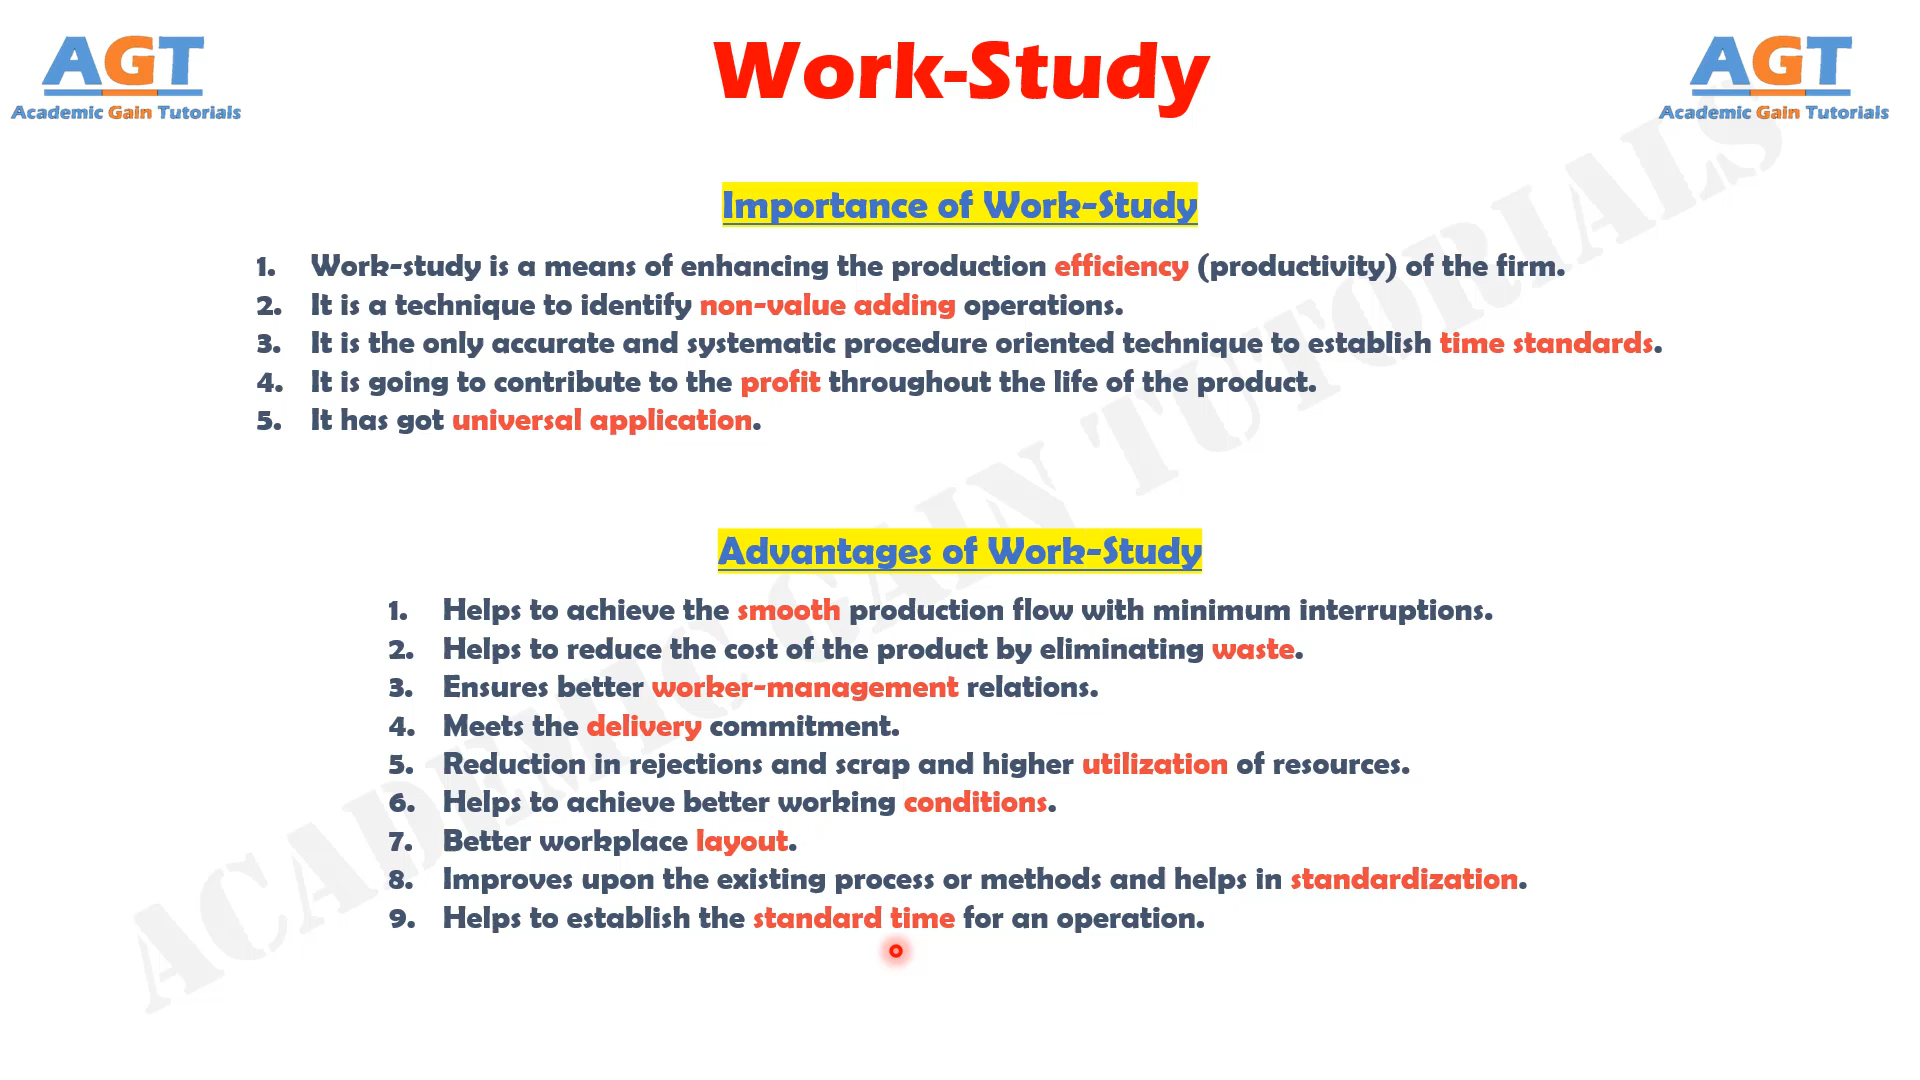 AGT
Academic Gain Tutorials
Work-Study
AGT
Academic Gain Tutorials
Importance of Work-Study
1. Work-study is a means of enhancing the production efficiency (productivity) of the firm.
2. It is a technique to identify non-value adding operations.
3. It is the only accurate and systematic procedure oriented technique to establish time standards.
4. It is going to contribute to the profit throughout the life of the product.
5. It has got universal application.
Advantages of Work-Study
1. Helps to achieve the smooth production flow with minimum interruptions.
2. Helps to reduce the cost of the product by eliminating waste.
3. Ensures better worker-management relations.
4. Meets the delivery commitment.
5. Reduction in rejections and scrap and higher utilization of resources.
6. Helps to achieve better working conditions.
7. Better workplace layout.
8. Improves upon the existing process or methods and helps in standardization.
9. Helps to establish the standard time for an operation.
ACADEMIC GAIN TUTORIALS